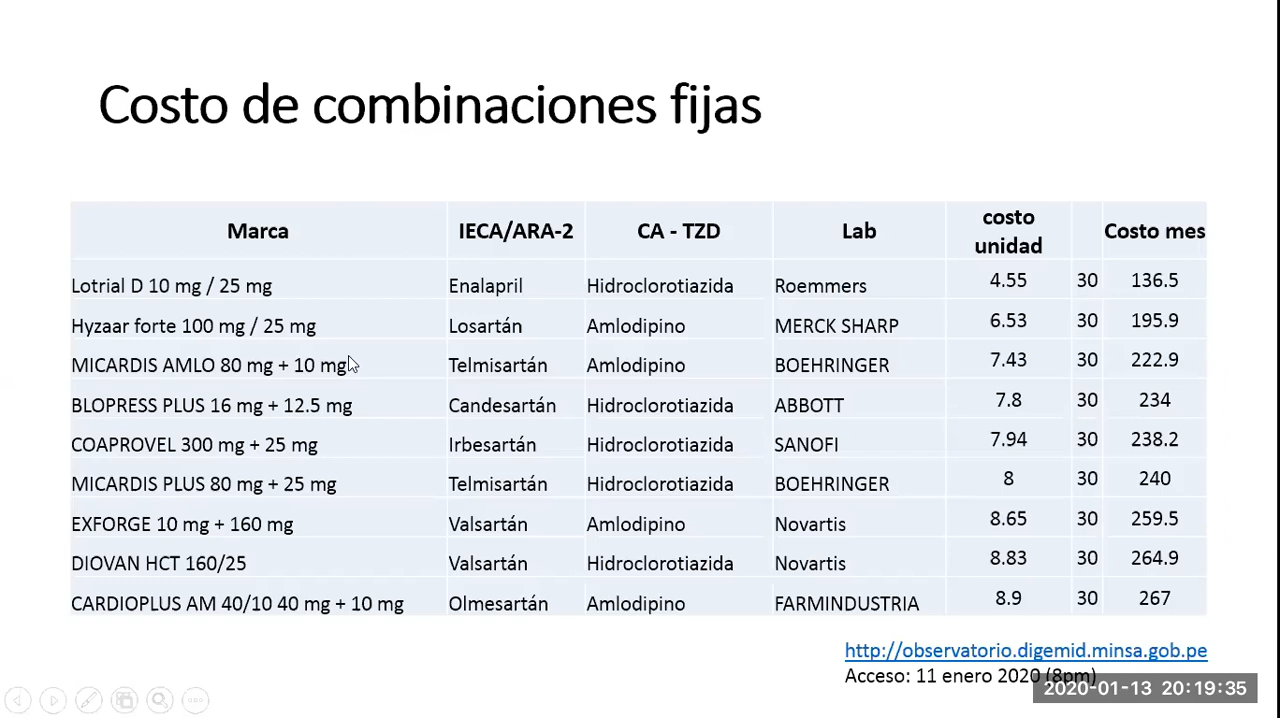 Costo de combinaciones fijas
Marca IECA/ARA-2 CA - TZD Lab costo unidad Costo mes
Lotrial D 10 mg / 25 mg Enalapril Hidroclorotiazida Roemmers 4.55 30 136.5
Hyzaar forte 100 mg / 25 mg Losartán Amlodipino MERCK SHARP 6.53 30 195.9
MICARDIS AMLO 80 mg + 10 mg Telmisartán Amlodipino BOEHRINGER 7.43 30 222.9
BLOPRESS PLUS 16 mg + 12.5 mg Candesartán Hidroclorotiazida ABBOTT 7.8 30 234
COAPROVEL 300 mg + 25 mg Irbesartán Hidroclorotiazida SANOFI 7.94 30 238.2
MICARDIS PLUS 80 mg + 25 mg Telmisartán Hidroclorotiazida BOEHRINGER 8 30 240
EXFORGE 10 mg + 160 mg Valsartán Amlodipino Novartis 8.65 30 259.5
DIOVAN HCT 160/25 Valsartán Hidroclorotiazida Novartis 8.83 30 264.9
CARDIOPLUS AM 40/10 40 mg + 10 mg Olmesartán Amlodipino FARMINDUSTRIA 8.9 30 267
http://observatorio.digemid.minsa.gob.pe
Acceso: 11 enero 2020 (8pm)
2020-01-13 20:19:35